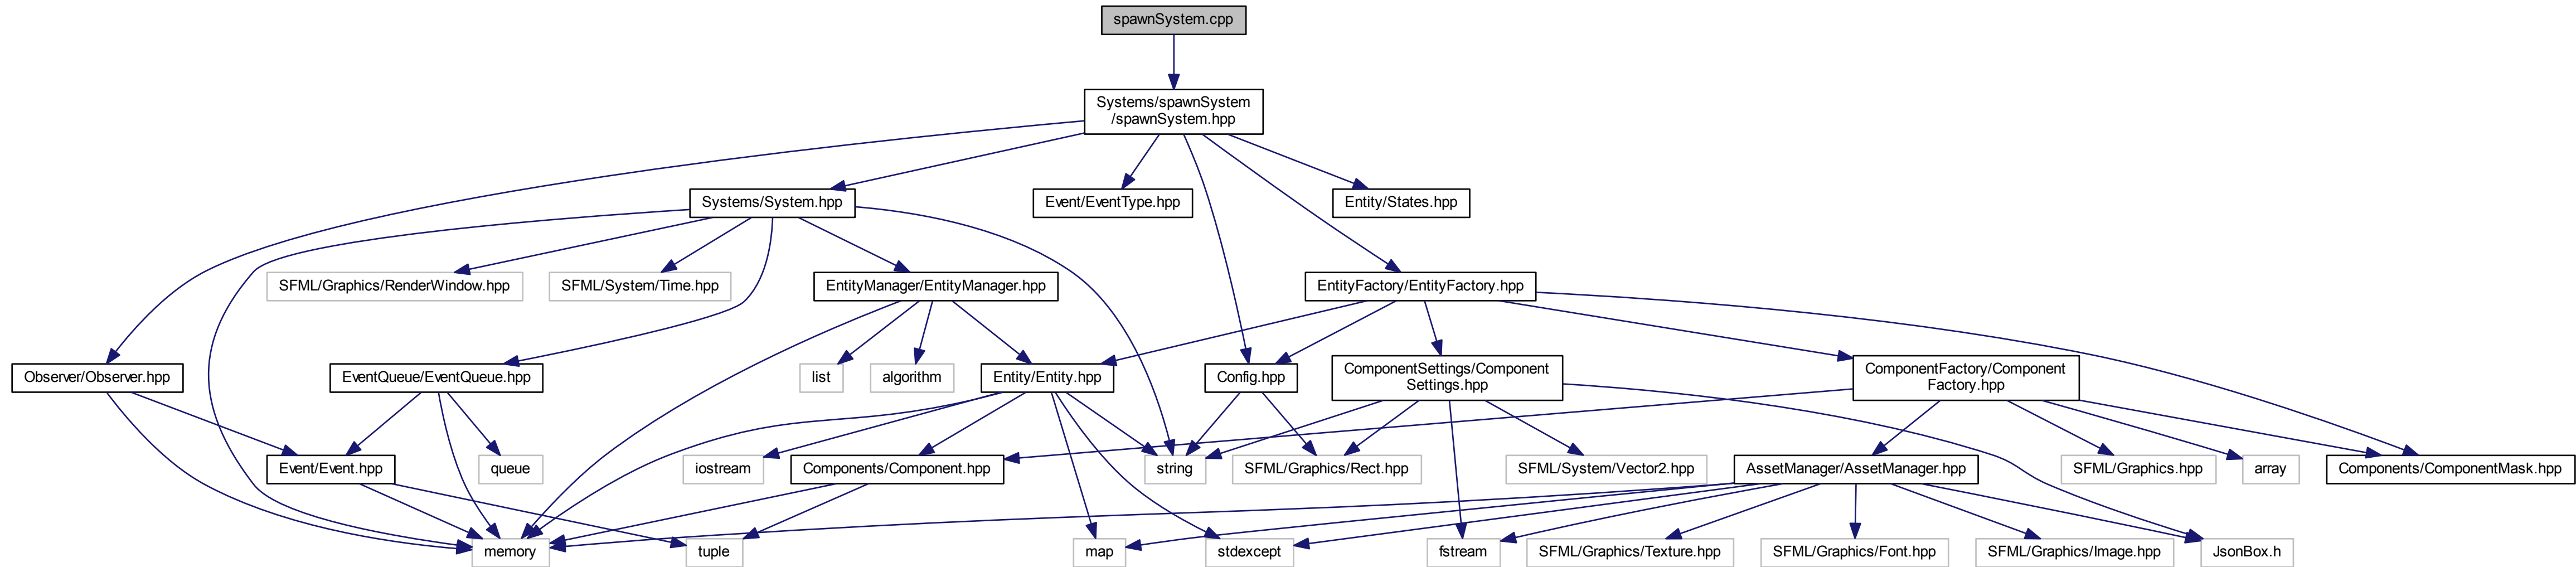 spawnSystem.cpp
Systems/spawnSystem
/spawnSystem.hpp
Systems/System.hpp
Event/EventType.hpp
Entity/States.hpp
SFML/Graphics/RenderWindow.hpp
SFML/System/Time.hpp
EntityManager/EntityManager.hpp
EntityFactory/EntityFactory.hpp
Observer/Observer.hpp
EventQueue/EventQueue.hpp
list
algorithm
Entity/Entity.hpp
Config.hpp
ComponentSettings/Component
Settings.hpp
ComponentFactory/Component
Factory.hpp
Event/Event.hpp
queue
iostream
Components/Component.hpp
string
SFML/Graphics/Rect.hpp
SFML/System/Vector2.hpp
AssetManager/AssetManager.hpp
SFML/Graphics.hpp
array
Components/ComponentMask.hpp
memory
tuple
map
stdexcept
fstream
SFML/Graphics/Texture.hpp
SFML/Graphics/Font.hpp
SFML/Graphics/Image.hpp
JsonBox.h